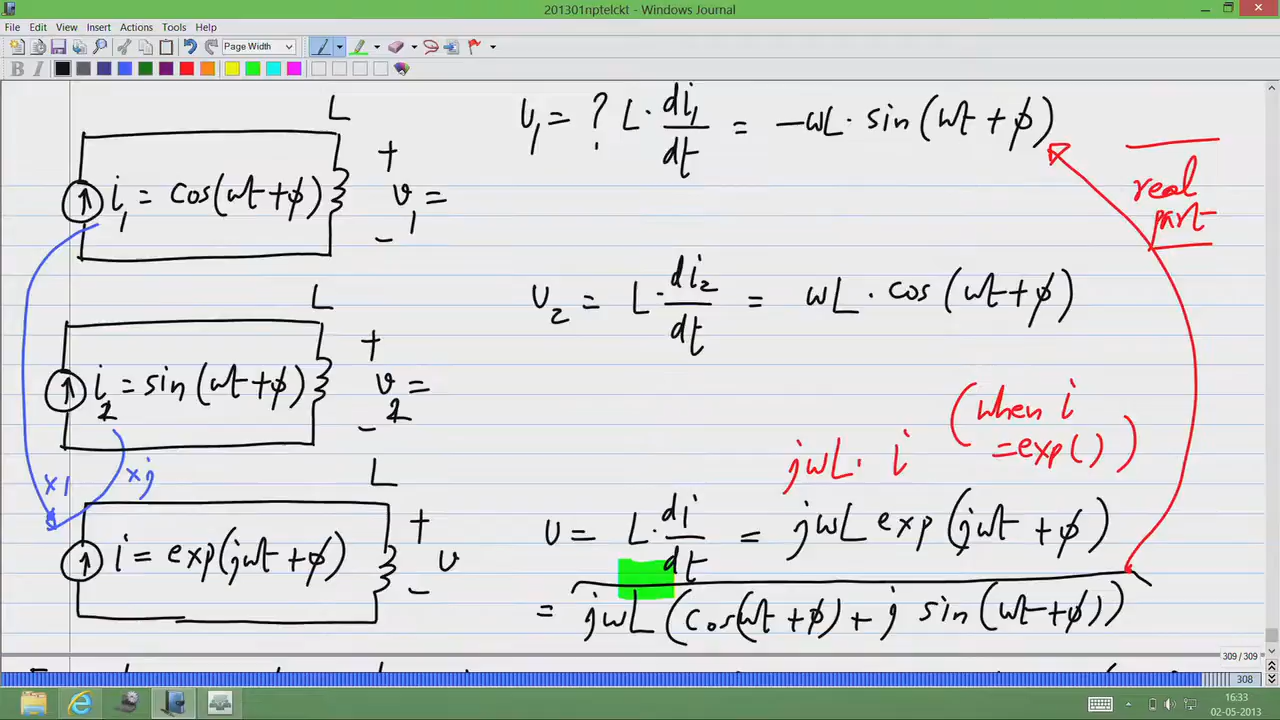 201301nptelckt - Windows Journal
File Edit View Insert Actions Tools Help
Page Width
B I
L
i₁ = cos(ωt+φ)
+
v₁ =
−
v₁ = ? L · di₁/dt = −ωL · sin(ωt+φ)
real
part
L
i₂ = sin(ωt+φ)
+
v₂ =
−
v₂ = L · di₂/dt = ωL · cos(ωt+φ)
(when i
= exp( ))
jωL · i
x1
xj
L
i = exp(jωt+φ)
+
v
−
v = L · di/dt = jωL exp(jωt+φ)
= jωL (cos(ωt+φ) + j sin(ωt+φ))
309 / 309
308
16:33
02-05-2013